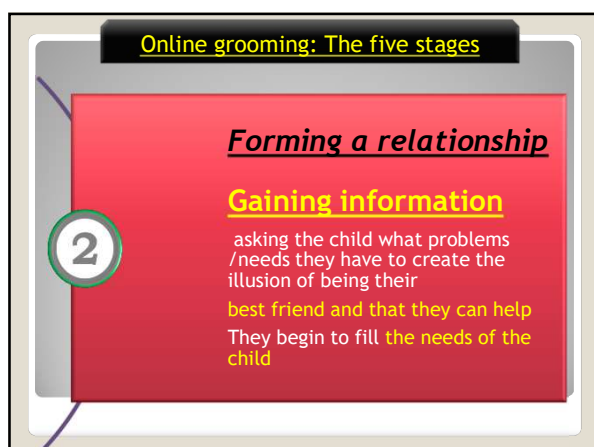 Online grooming: The five stages
Forming a relationship
Gaining information
2
asking the child what problems
/needs they have to create the
illusion of being their
best friend and that they can help
They begin to fill the needs of the
child